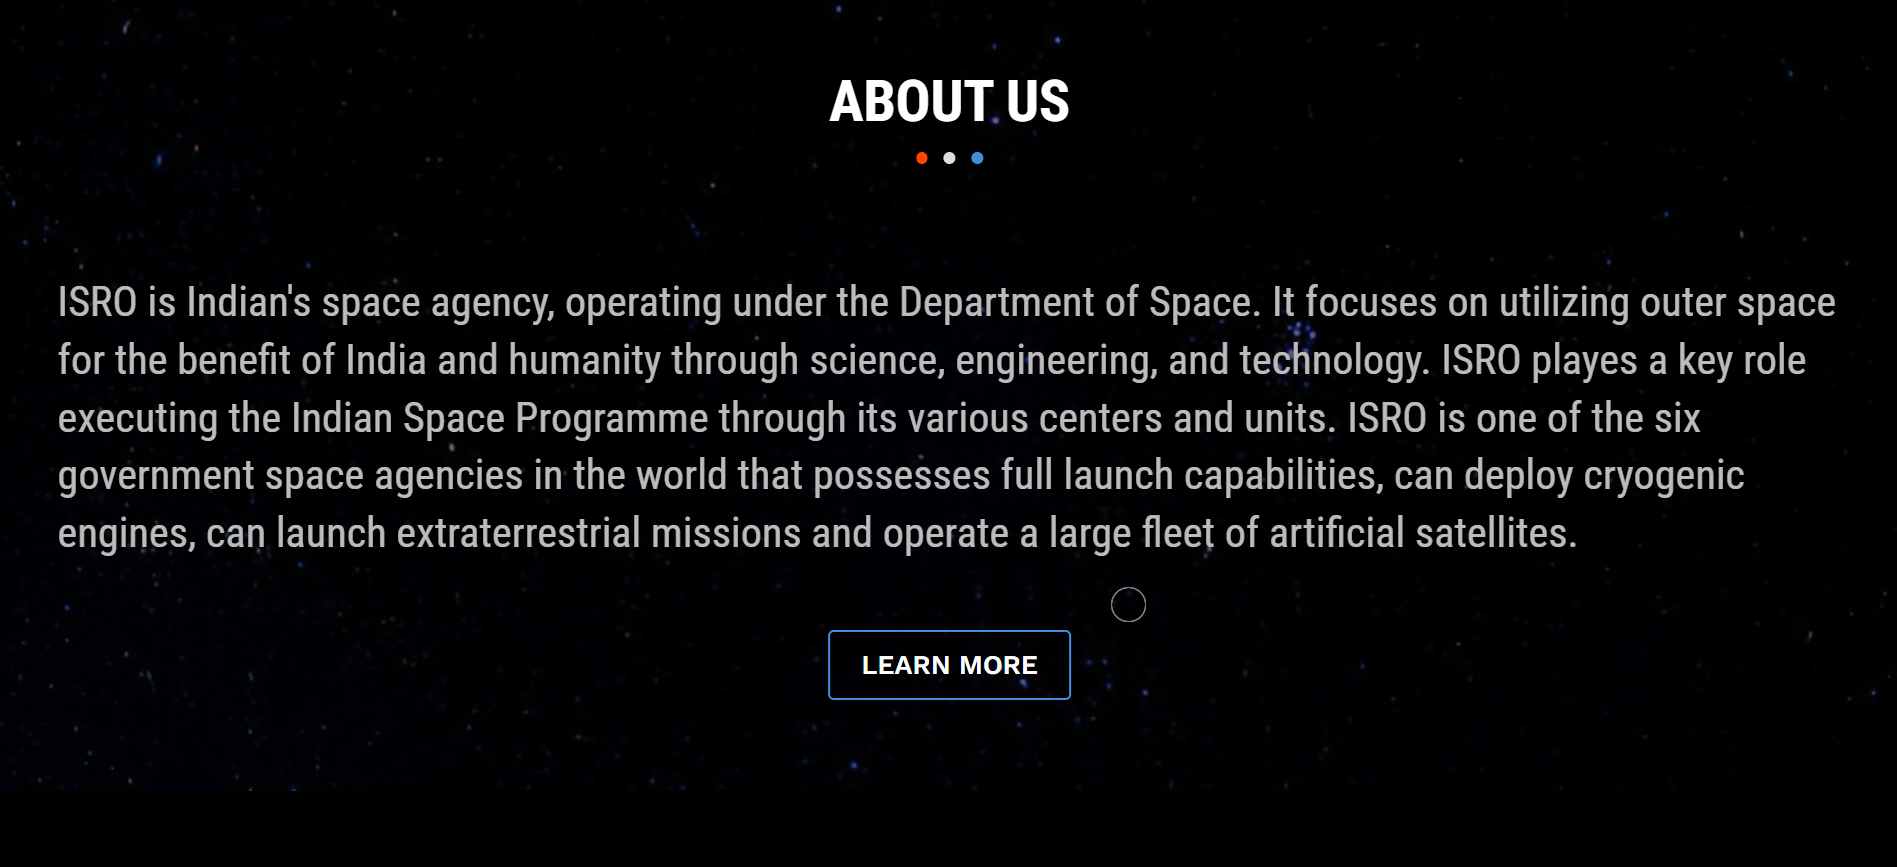 ABOUT US
ISRO is Indian's space agency, operating under the Department of Space. It focuses on utilizing outer space
for the benefit of India and humanity through science, engineering, and technology. ISRO playes a key role
executing the Indian Space Programme through its various centers and units. ISRO is one of the six
government space agencies in the world that possesses full launch capabilities, can deploy cryogenic
engines, can launch extraterrestrial missions and operate a large fleet of artificial satellites.
LEARN MORE